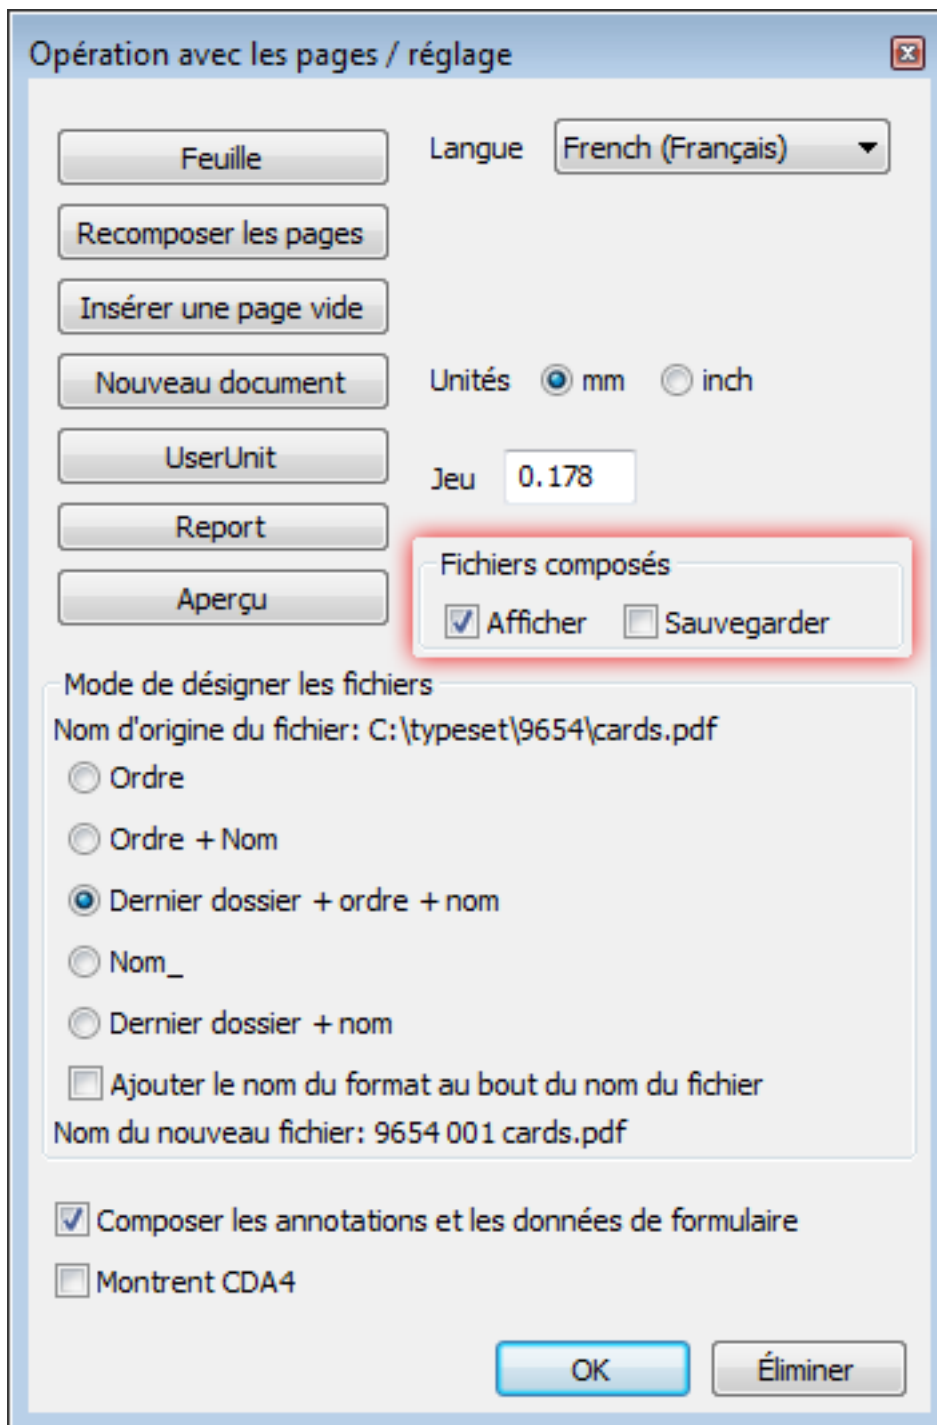 Opération avec les pages / réglage
Feuille
Langue French (Français)
Recomposer les pages
Insérer une page vide
Nouveau document
Unités mm inch
UserUnit
Jeu 0.178
Report
Fichiers composés
Aperçu
Afficher Sauvegarder
Mode de désigner les fichiers
Nom d'origine du fichier: C:\typeset\9654\cards.pdf
Ordre
Ordre + Nom
Dernier dossier + ordre + nom
Nom_
Dernier dossier + nom
Ajouter le nom du format au bout du nom du fichier
Nom du nouveau fichier: 9654 001 cards.pdf
Composer les annotations et les données de formulaire
Montrent CDA4
OK Éliminer